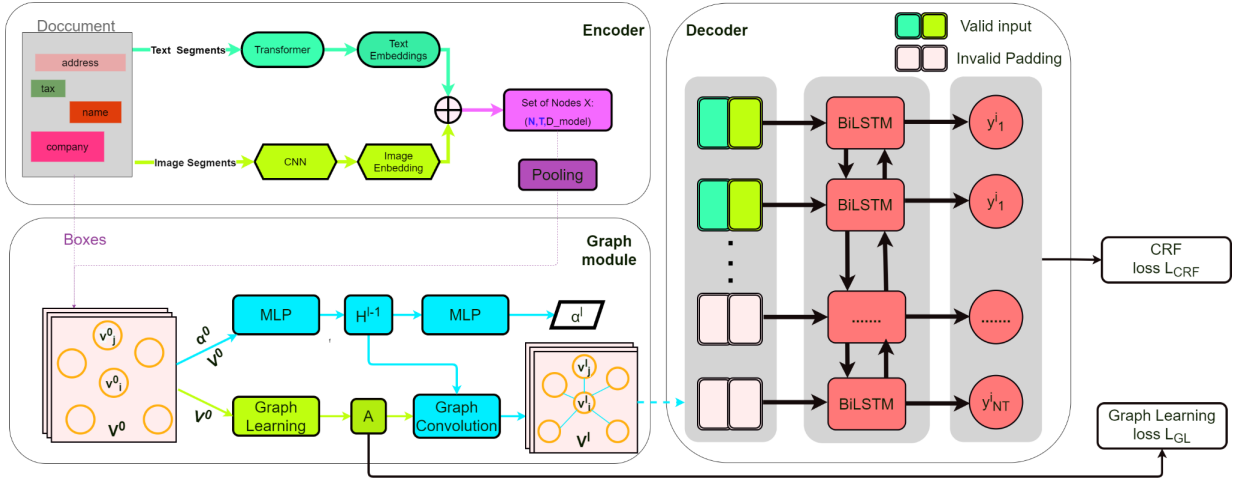 Doccument
address
tax
name
company
Text Segments
Transformer
Text
Embeddings
Image Segments
CNN
Image
Enbedding
Set of Nodes X:
(N,T,D_model)
Pooling
Encoder
Boxes
Graph
module
v⁰ⱼ
v⁰ᵢ
V⁰
α⁰
V⁰
V⁰
MLP
,
Hˡ⁻¹
MLP
αˡ
Graph
Learning
A
Graph
Convolution
vˡⱼ
vˡᵢ
Vˡ
Decoder
Valid input
Invalid Padding
BiLSTM
yⁱ₁
BiLSTM
yⁱ₁
.......
.......
BiLSTM
yⁱNT
CRF
loss LCRF
Graph Learning
loss LGL